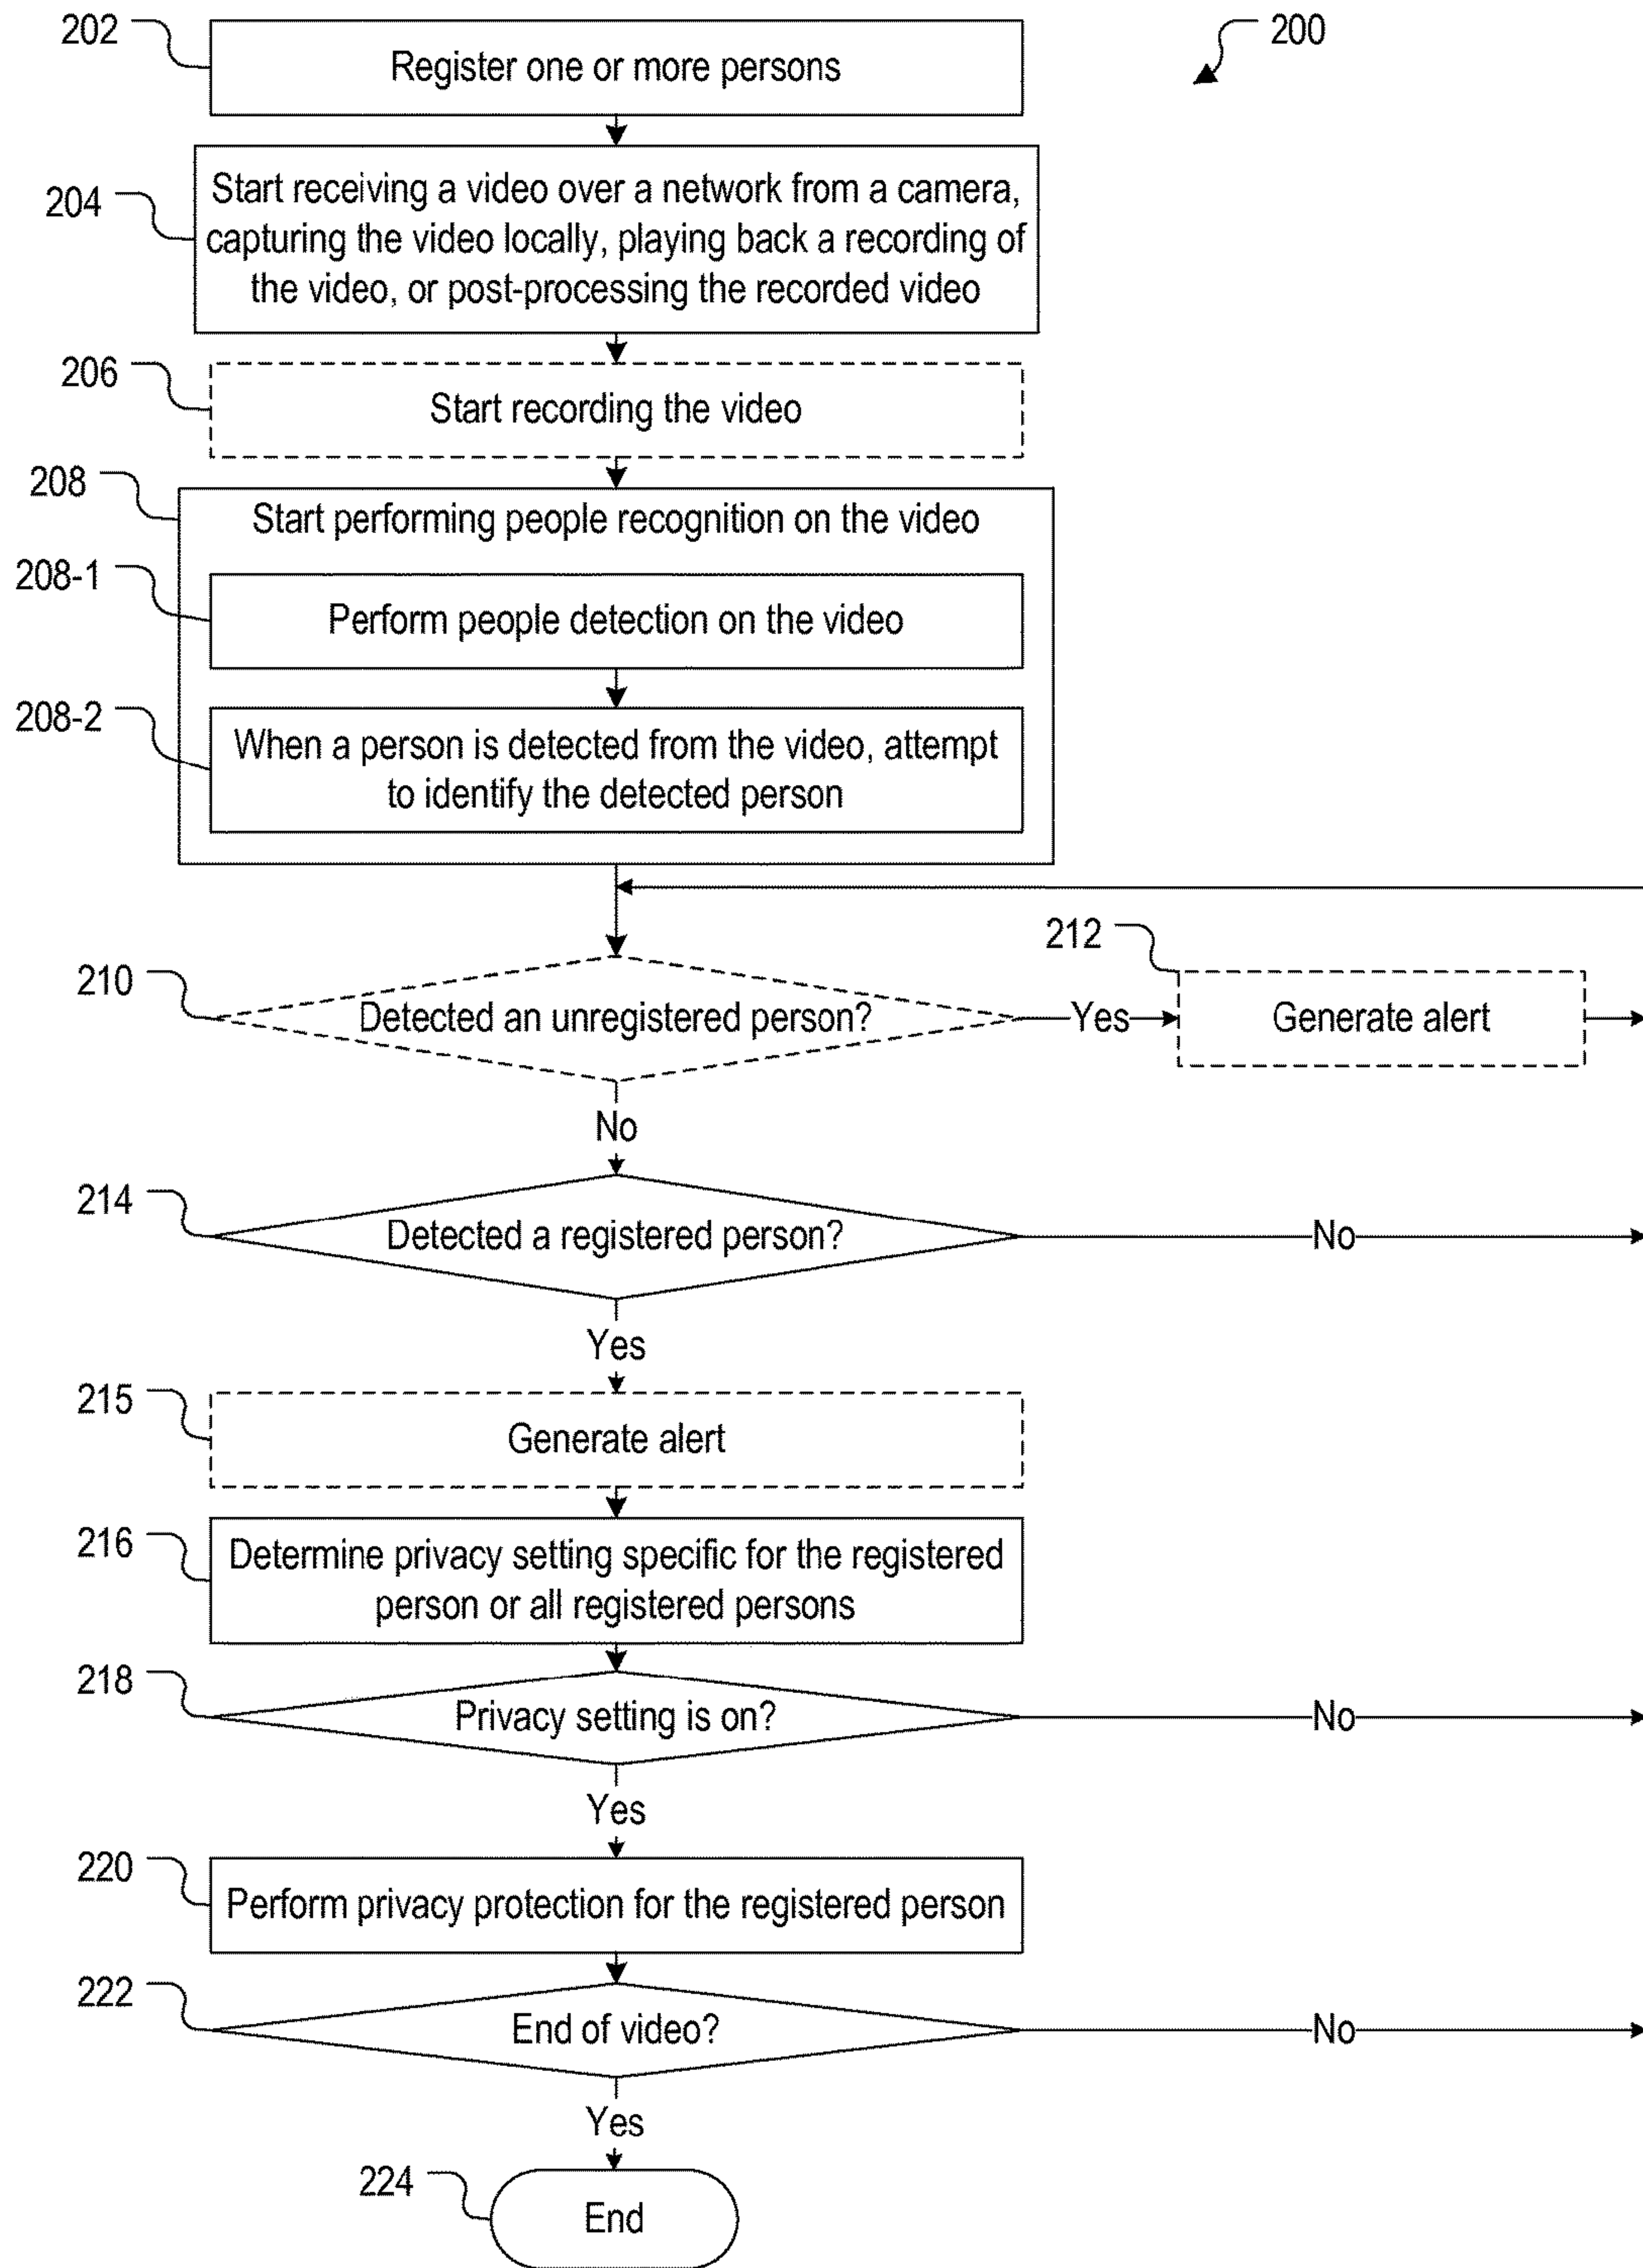 202
Register one or more persons
200
204
Start receiving a video over a network from a camera,
capturing the video locally, playing back a recording of
the video, or post-processing the recorded video
206
Start recording the video
208
Start performing people recognition on the video
208-1
Perform people detection on the video
208-2
When a person is detected from the video, attempt
to identify the detected person
210
Detected an unregistered person?
Yes
212
Generate alert
No
214
Detected a registered person?
No
Yes
215
Generate alert
216
Determine privacy setting specific for the registered
person or all registered persons
218
Privacy setting is on?
No
Yes
220
Perform privacy protection for the registered person
222
End of video?
No
Yes
224
End